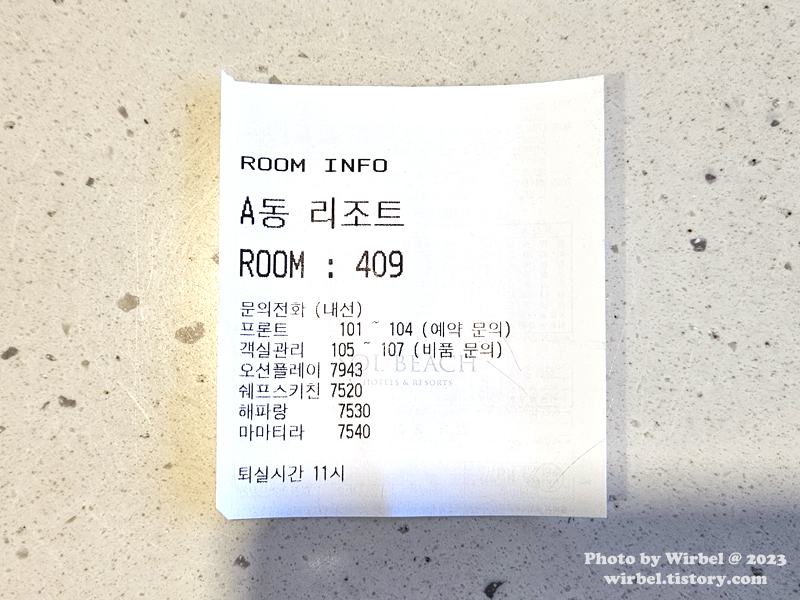 ROOM INFO
A동 리조트
ROOM : 409
문의전화 (내선)
프론트 101 ~ 104 (예약 문의)
객실관리 105 ~ 107 (비품 문의)
BEACH
오션플레이 7943
HOTELS & RESORTS
쉐프스키친 7520
해파랑 7530
마마티라 7540
퇴실시간 11시
Photo by Wirbel @ 2023
wirbel.tistory.com